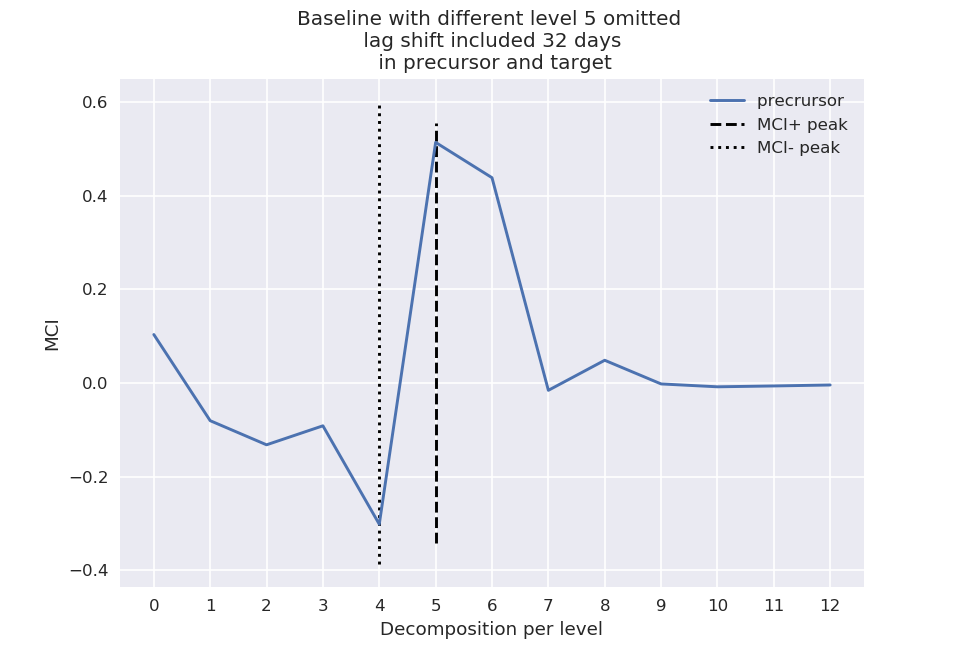 Baseline with different level 5 omitted
lag shift included 32 days
in precursor and target
0.6
0.4
0.2
0.0
−0.2
−0.4
MCI
precrursor
MCI+ peak
MCI- peak
0 1 2 3 4 5 6 7 8 9 10 11 12
Decomposition per level